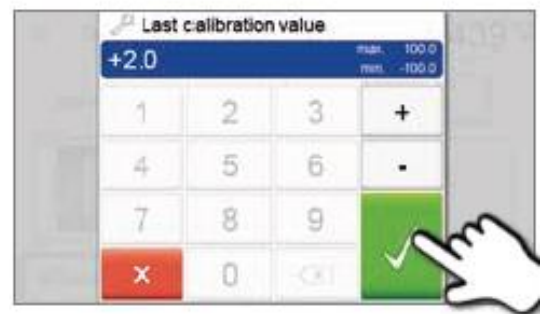 Last calibration value
+2.0
max. 100.0
min. -100.0
1 2 3 +
4 5 6 -
7 8 9
x 0